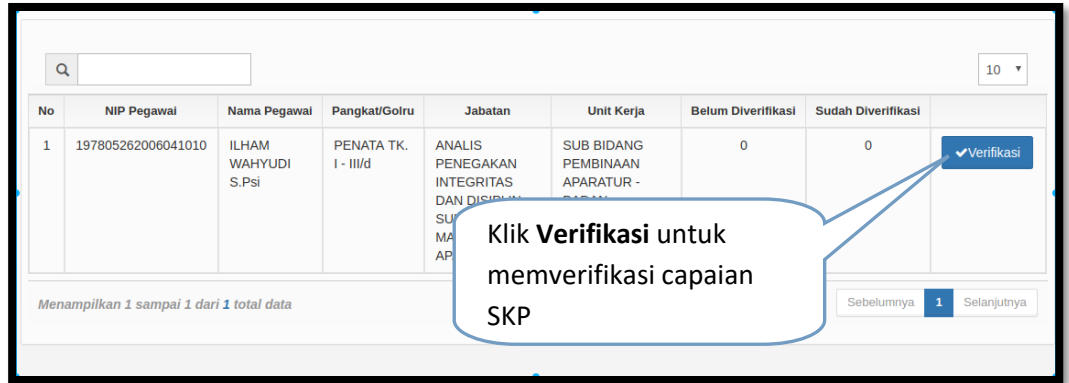 10
No NIP Pegawai Nama Pegawai Pangkat/Golru Jabatan Unit Kerja Belum Diverifikasi Sudah Diverifikasi
1 197805262006041010 ILHAM WAHYUDI S.Psi PENATA TK. I - III/d ANALIS PENEGAKAN INTEGRITAS DAN SUB BIDANG PEMBINAAN APARATUR - 0 0 Verifikasi
Klik Verifikasi untuk
memverifikasi capaian
SKP
Menampilkan 1 sampai 1 dari 1 total data
Sebelumnya 1 Selanjutnya